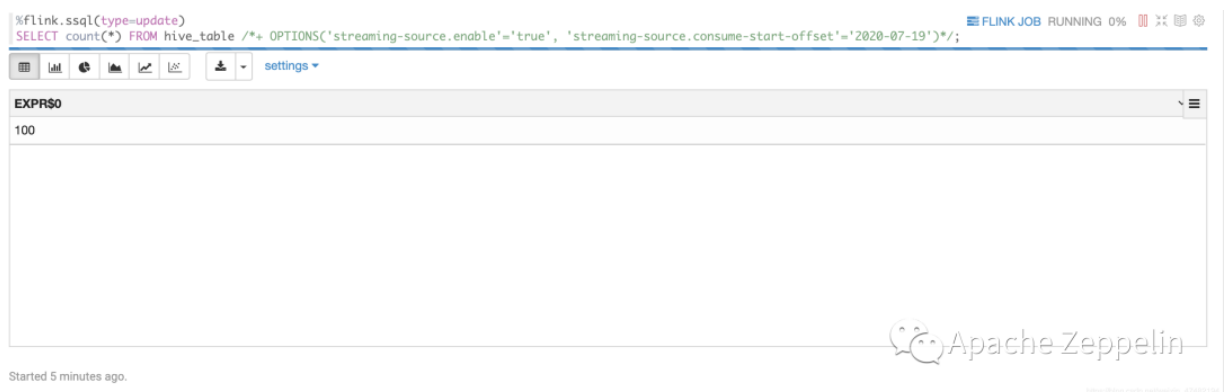 %flink.ssql(type=update)
FLINK JOB RUNNING 0%
SELECT count(*) FROM hive_table /*+ OPTIONS('streaming-source.enable'='true', 'streaming-source.consume-start-offset'='2020-07-19')*/;
settings
EXPR$0
100
Apache Zeppelin
Started 5 minutes ago.